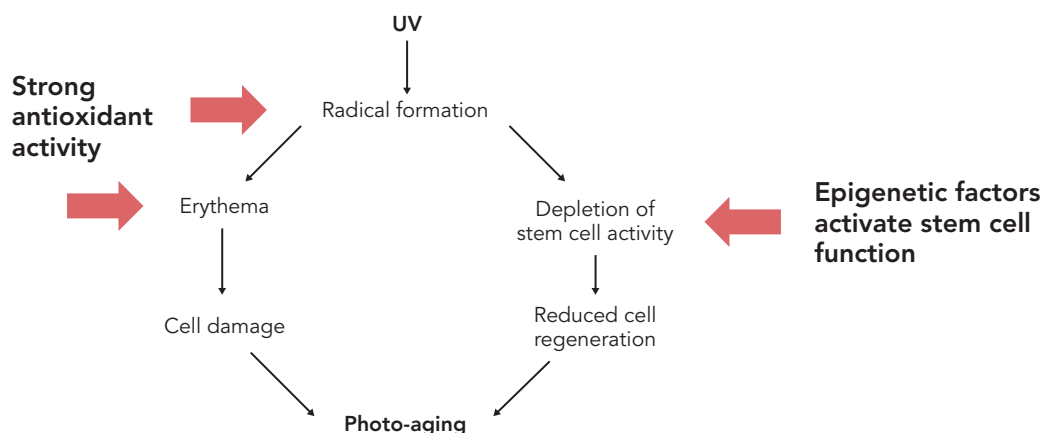 UV
Strong
antioxidant
activity
Radical formation
Erythema
Depletion of
stem cell activity
Epigenetic factors
activate stem cell
function
Cell damage
Reduced cell
regeneration
Photo-aging